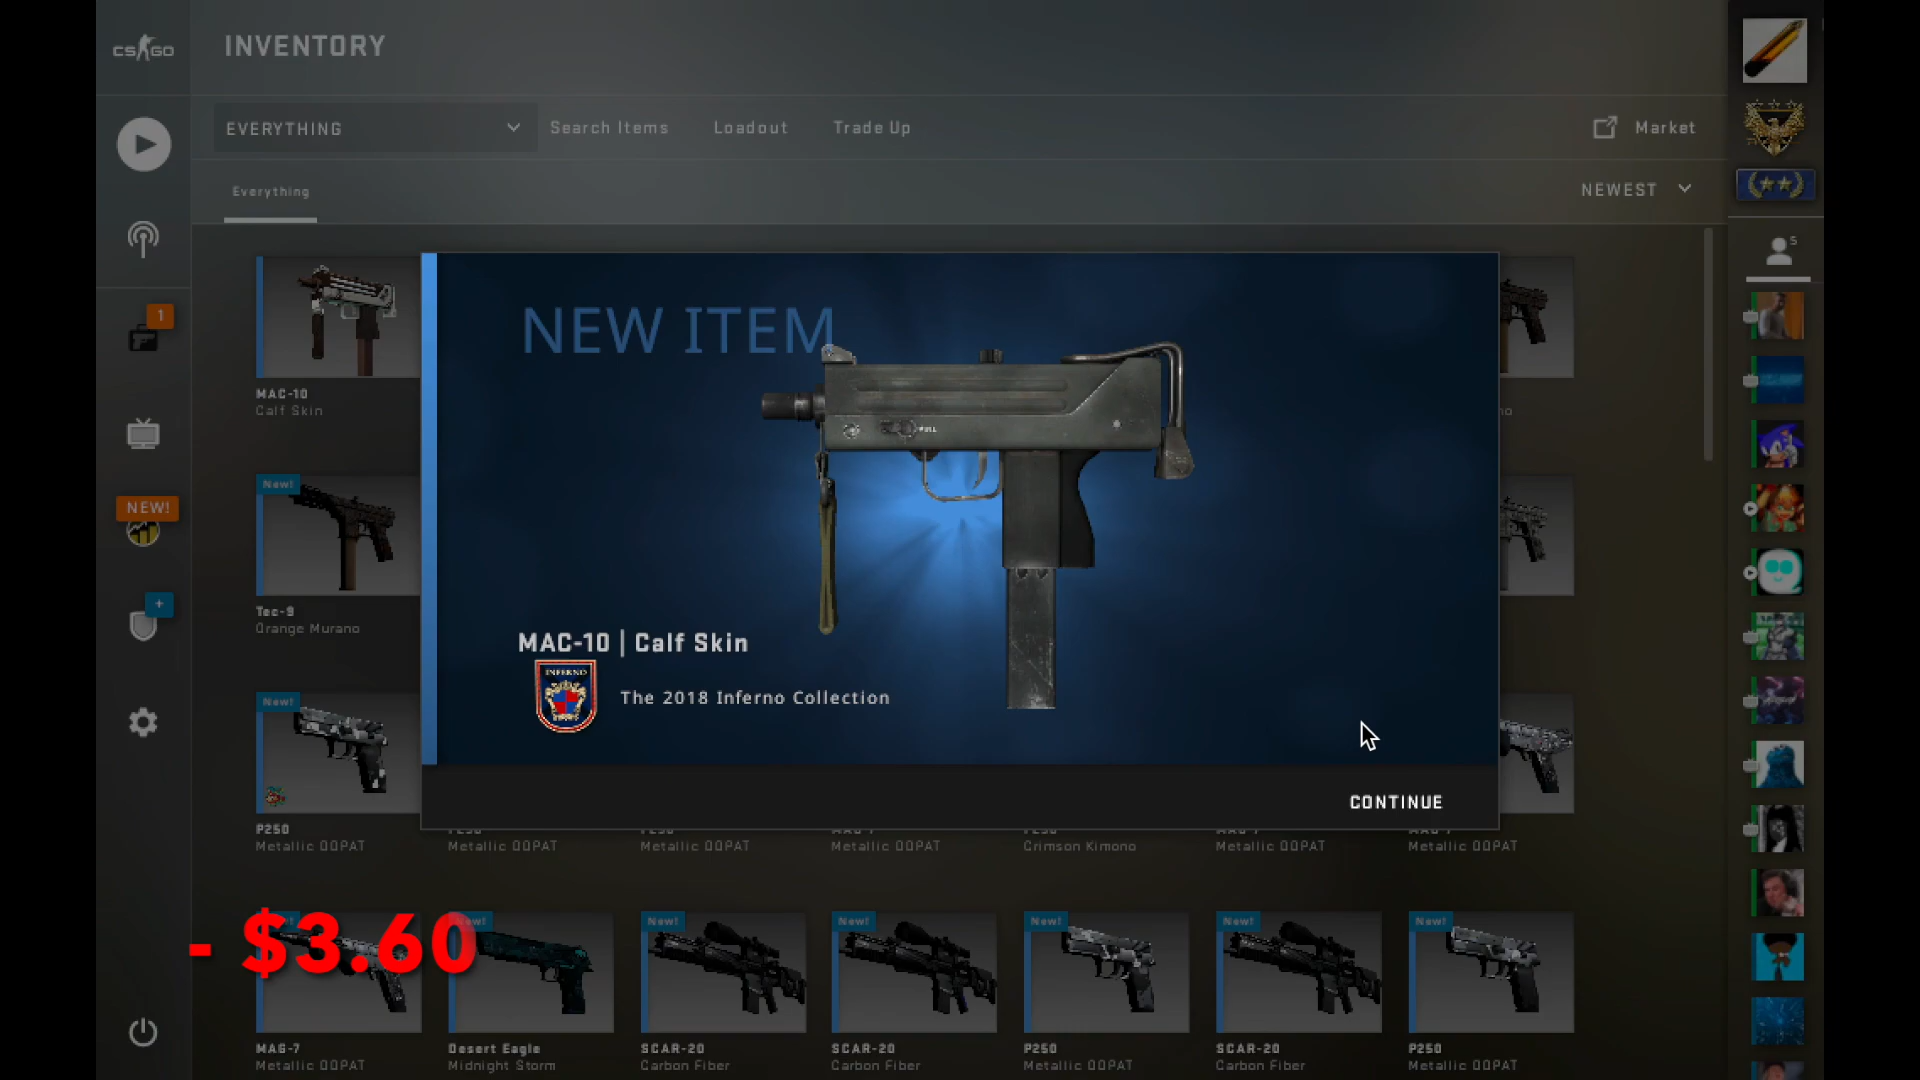 CS GO
INVENTORY
EVERYTHING
Search Items
Loadout
Trade Up
Market
Everything
NEWEST
5
1
NEW!
+
MAC-10
Calf Skin
NEW ITEM
FULL
MAC-10 | Calf Skin
INFERNO
The 2018 Inferno Collection
CONTINUE
New!
Tec-9
Orange Murano
New!
P250
Metallic DDPAT
Metallic DDPAT
Metallic DDPAT
Metallic DDPAT
Crimson Kimono
Metallic DDPAT
Metallic DDPAT
- $3.60
New!
New!
New!
New!
New!
MAG-7
Metallic DDPAT
Desert Eagle
Midnight Storm
SCAR-20
Carbon Fiber
SCAR-20
Carbon Fiber
P250
Metallic DDPAT
SCAR-20
Carbon Fiber
P250
Metallic DDPAT